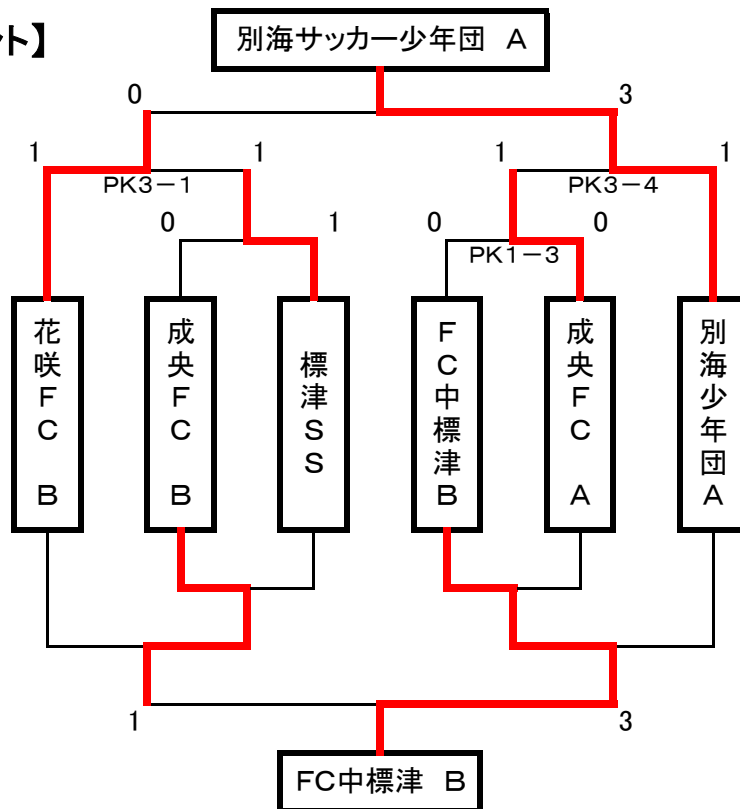 ント】
別海サッカー少年団 A
0 3
1 1 1 1
PK3-1 PK3-4
0 1 0 0
PK1-3
花咲FC B
成央FC B
標津SS
FC中標津B
成央FC A
別海少年団A
1 3
FC中標津 B